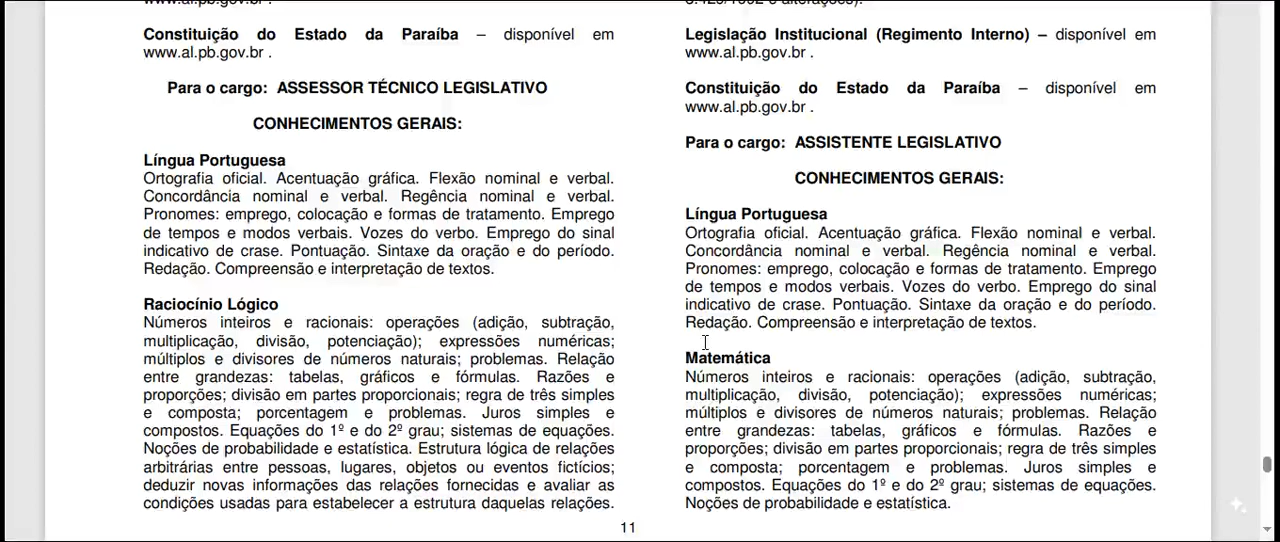 www.al.pb.gov.br .
Constituição do Estado da Paraíba – disponível em
www.al.pb.gov.br .
Para o cargo: ASSESSOR TÉCNICO LEGISLATIVO
CONHECIMENTOS GERAIS:
Língua Portuguesa
Ortografia oficial. Acentuação gráfica. Flexão nominal e verbal.
Concordância nominal e verbal. Regência nominal e verbal.
Pronomes: emprego, colocação e formas de tratamento. Emprego
de tempos e modos verbais. Vozes do verbo. Emprego do sinal
indicativo de crase. Pontuação. Sintaxe da oração e do período.
Redação. Compreensão e interpretação de textos.
Raciocínio Lógico
Números inteiros e racionais: operações (adição, subtração,
multiplicação, divisão, potenciação); expressões numéricas;
múltiplos e divisores de números naturais; problemas. Relação
entre grandezas: tabelas, gráficos e fórmulas. Razões e
proporções; divisão em partes proporcionais; regra de três simples
e composta; porcentagem e problemas. Juros simples e
compostos. Equações do 1º e do 2º grau; sistemas de equações.
Noções de probabilidade e estatística. Estrutura lógica de relações
arbitrárias entre pessoas, lugares, objetos ou eventos fictícios;
deduzir novas informações das relações fornecidas e avaliar as
condições usadas para estabelecer a estrutura daquelas relações.
8.429/1992 e alterações).
Legislação Institucional (Regimento Interno) – disponível em
www.al.pb.gov.br .
Constituição do Estado da Paraíba – disponível em
www.al.pb.gov.br .
Para o cargo: ASSISTENTE LEGISLATIVO
CONHECIMENTOS GERAIS:
Língua Portuguesa
Ortografia oficial. Acentuação gráfica. Flexão nominal e verbal.
Concordância nominal e verbal. Regência nominal e verbal.
Pronomes: emprego, colocação e formas de tratamento. Emprego
de tempos e modos verbais. Vozes do verbo. Emprego do sinal
indicativo de crase. Pontuação. Sintaxe da oração e do período.
Redação. Compreensão e interpretação de textos.
Matemática
Números inteiros e racionais: operações (adição, subtração,
multiplicação, divisão, potenciação); expressões numéricas;
múltiplos e divisores de números naturais; problemas. Relação
entre grandezas: tabelas, gráficos e fórmulas. Razões e
proporções; divisão em partes proporcionais; regra de três simples
e composta; porcentagem e problemas. Juros simples e
compostos. Equações do 1º e do 2º grau; sistemas de equações.
Noções de probabilidade e estatística.
11